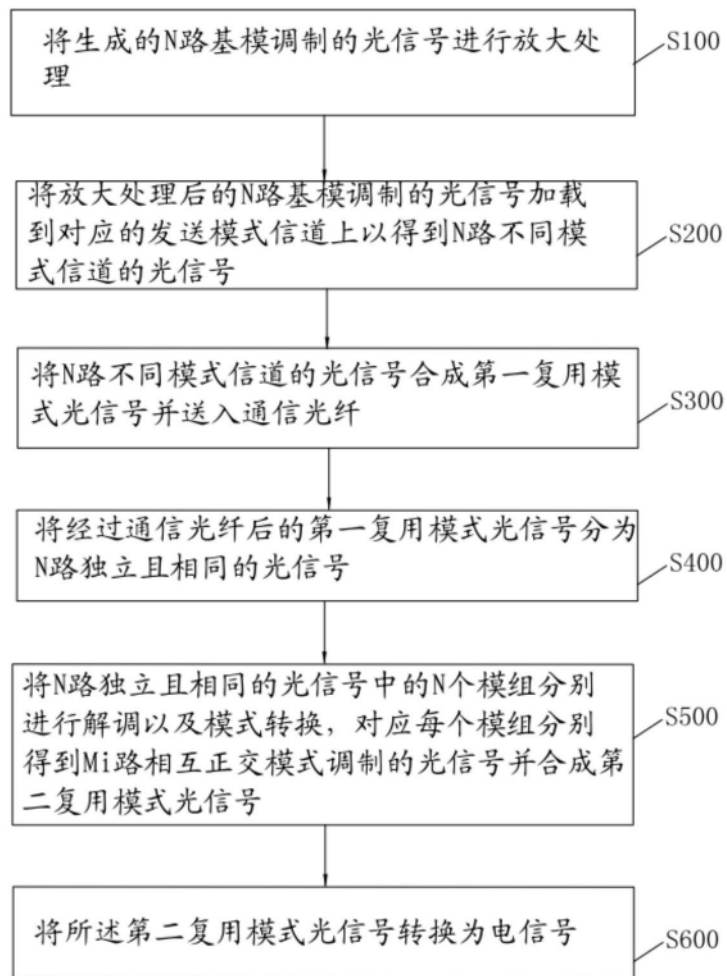 将生成的N路基模调制的光信号进行放大处
理
S100
将放大处理后的N路基模调制的光信号加载
到对应的发送模式信道上以得到N路不同模
式信道的光信号
S200
将N路不同模式信道的光信号合成第一复用模
式光信号并送入通信光纤
S300
将经过通信光纤后的第一复用模式光信号分为
N路独立且相同的光信号
S400
将N路独立且相同的光信号中的N个模组分别
进行解调以及模式转换，对应每个模组分别
得到Mi路相互正交模式调制的光信号并合成第
二复用模式光信号
S500
将所述第二复用模式光信号转换为电信号
S600